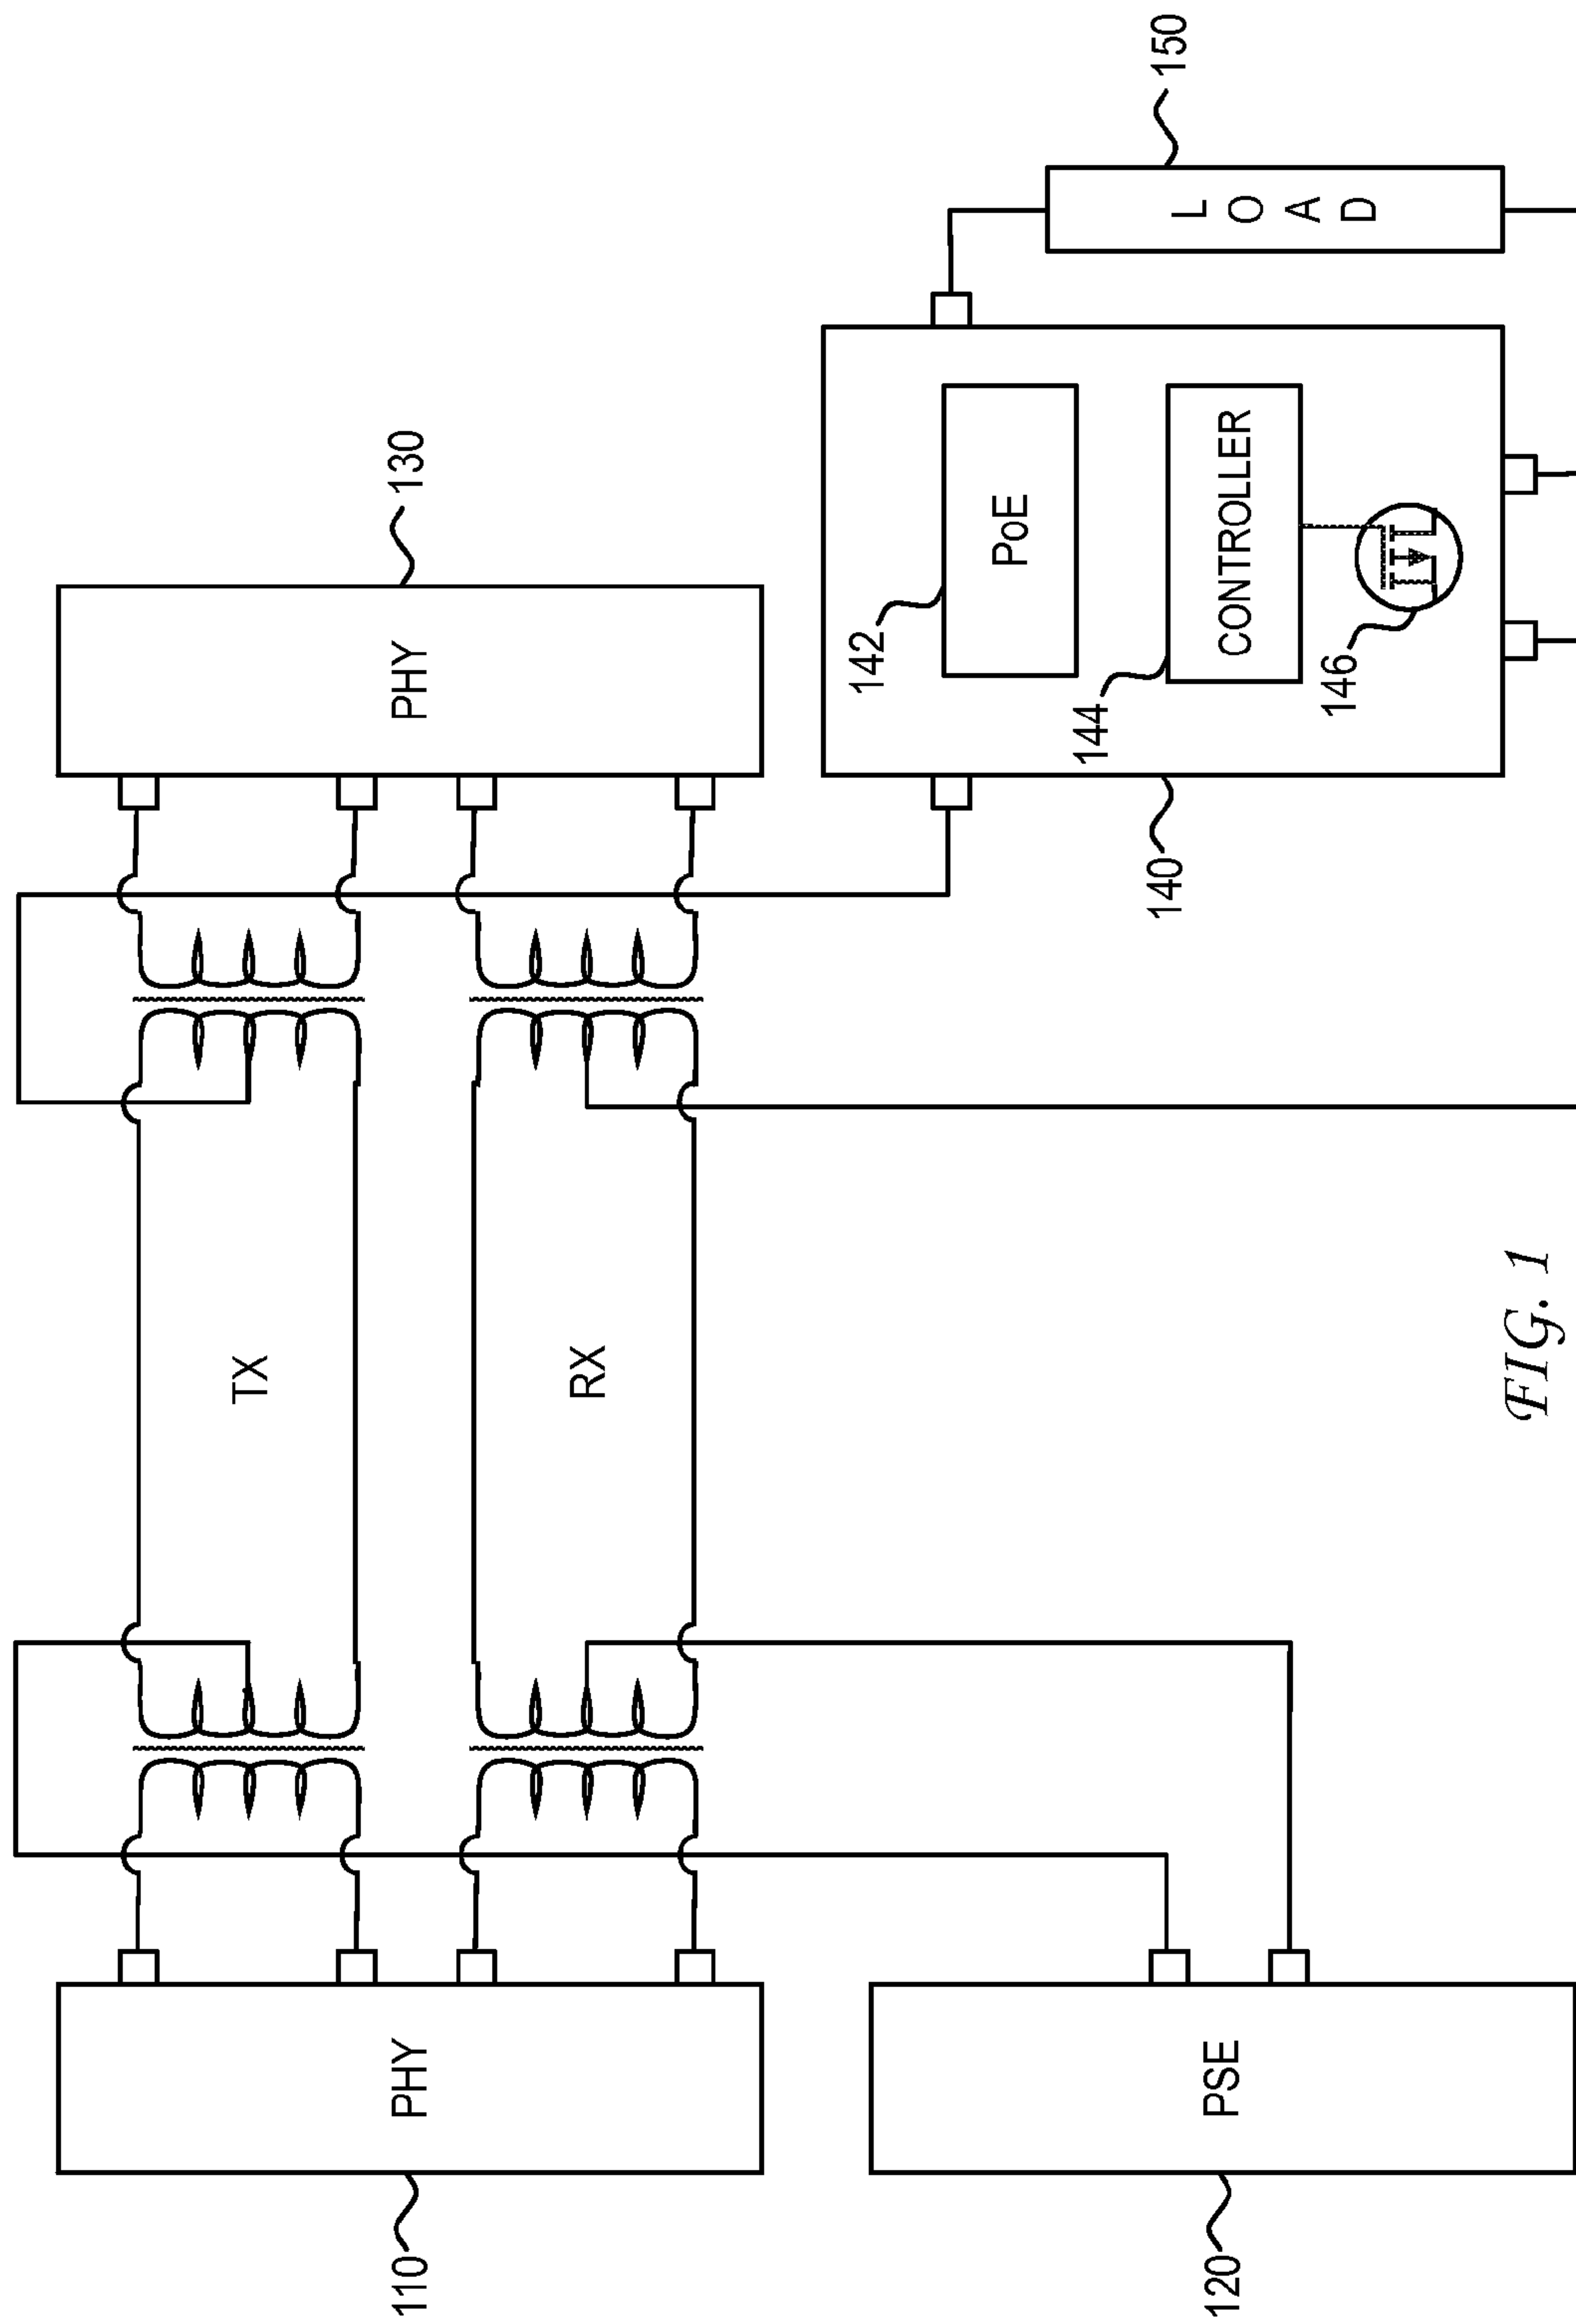 110
PHY
TX
RX
PHY
130
120
PSE
140
142
PoE
144
CONTROLLER
146
LOAD
150
FIG. 1